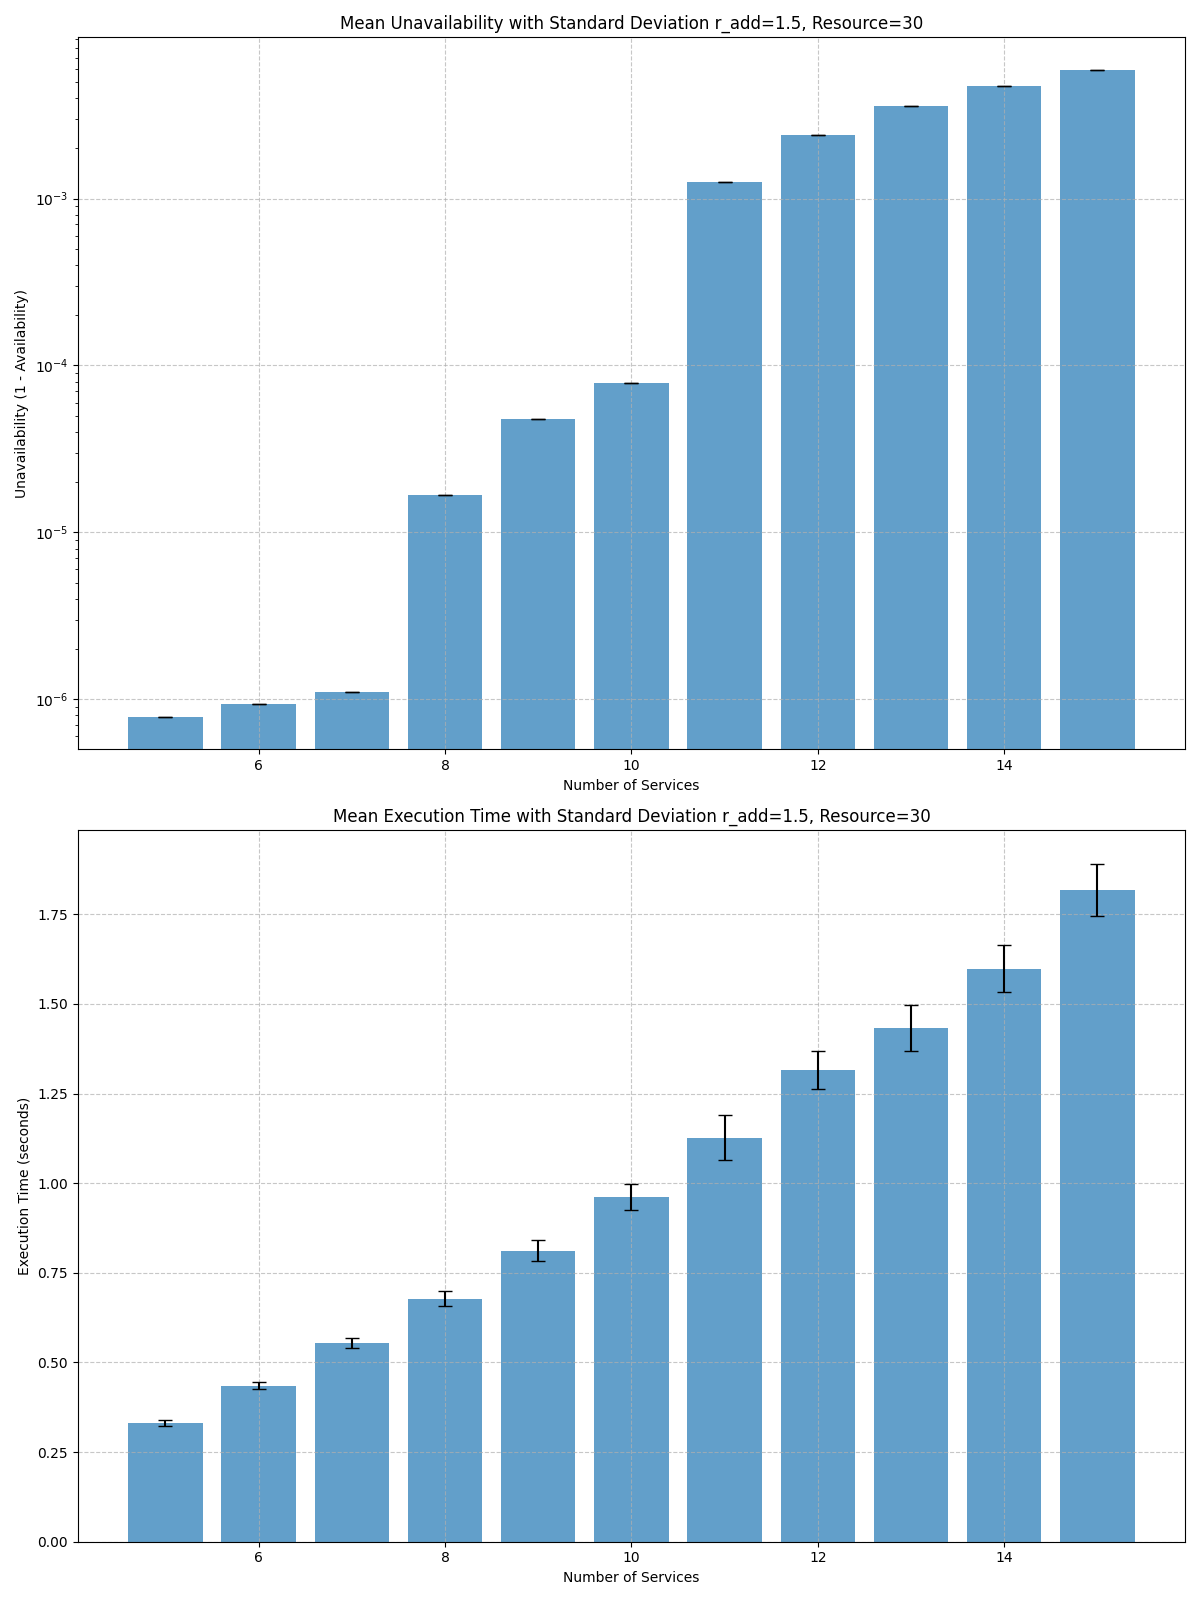 Mean Unavailability with Standard Deviation r_add=1.5, Resource=30
Unavailability (1 - Availability)
10⁻³
10⁻⁴
10⁻⁵
10⁻⁶
6 8 10 12 14
Number of Services
Mean Execution Time with Standard Deviation r_add=1.5, Resource=30
Execution Time (seconds)
1.75
1.50
1.25
1.00
0.75
0.50
0.25
0.00
6 8 10 12 14
Number of Services